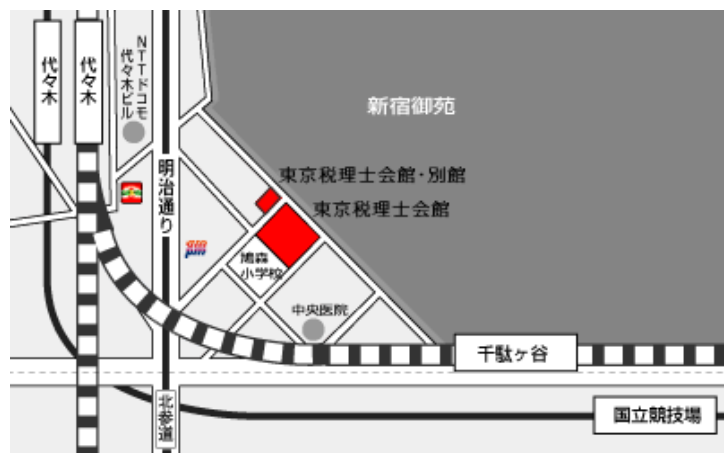 代々木
代々木
NTTドコモ
代々木ビル
新宿御苑
明治通り
東京税理士会館・別館
東京税理士会館
am
鳩森
小学校
中央医院
千駄ヶ谷
北参道
国立競技場